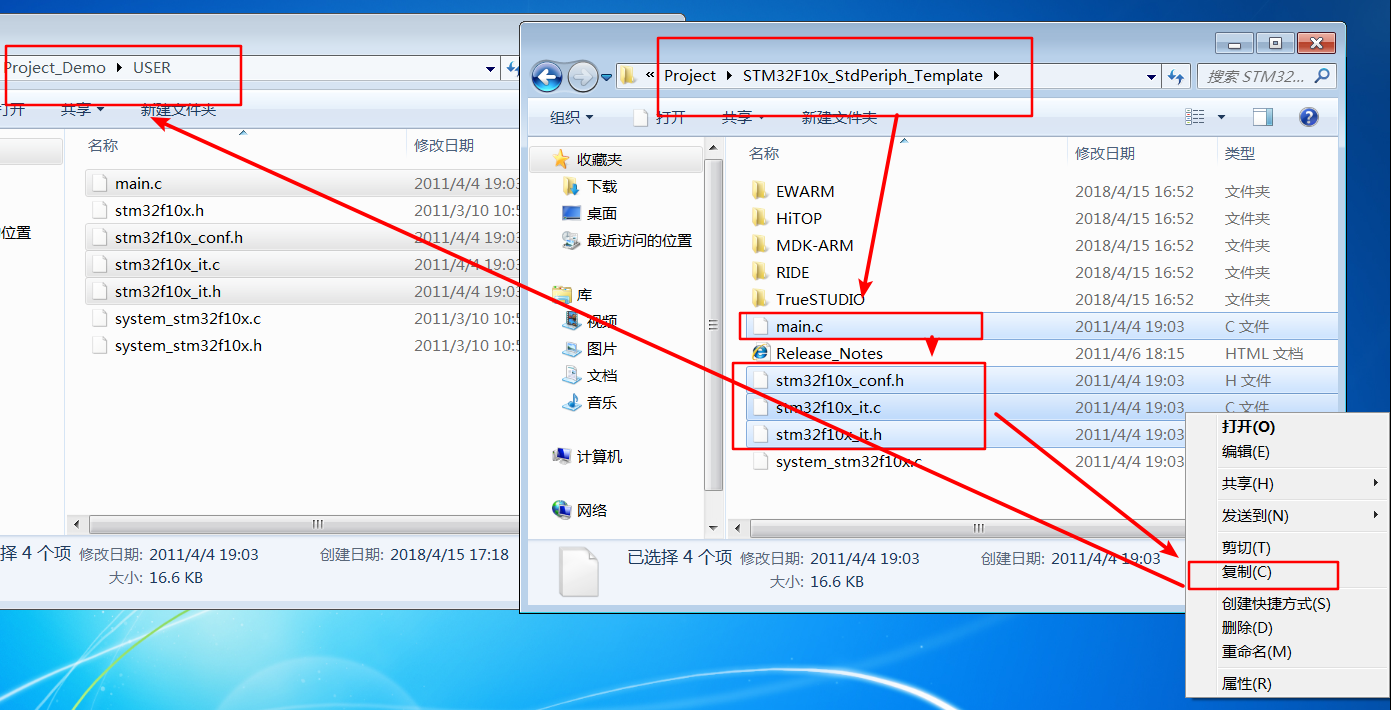 Project_Demo USER
打开 共享 新建文件夹
名称 修改日期
位置
main.c 2011/4/4 19:03
stm32f10x.h 2011/3/10 10:5
stm32f10x_conf.h 2011/4/4 19:03
stm32f10x_it.c 2011/4/4 19:03
stm32f10x_it.h 2011/4/4 19:03
system_stm32f10x.c 2011/3/10 10:5
system_stm32f10x.h 2011/3/10 10:5
择 4 个项 修改日期: 2011/4/4 19:03 创建日期: 2018/4/15 17:18
大小: 16.6 KB
« Project STM32F10x_StdPeriph_Template 搜索 STM32...
组织 打开 共享 新建文件夹
收藏夹
下载
桌面
最近访问的位置
库
视频
图片
文档
音乐
计算机
网络
名称 修改日期 类型
EWARM 2018/4/15 16:52 文件夹
HiTOP 2018/4/15 16:52 文件夹
MDK-ARM 2018/4/15 16:52 文件夹
RIDE 2018/4/15 16:52 文件夹
TrueSTUDIO 2018/4/15 16:52 文件夹
main.c 2011/4/4 19:03 C 文件
Release_Notes 2011/4/6 18:15 HTML 文档
stm32f10x_conf.h 2011/4/4 19:03 H 文件
stm32f10x_it.c 2011/4/4 19:03 C 文件
stm32f10x_it.h 2011/4/4 19:03
system_stm32f10x.c 2011/4/4 19:03
已选择 4 个项 修改日期: 2011/4/4 19:03 创建日期: 2011/4/4 19:03
大小: 16.6 KB
打开(O)
编辑(E)
共享(H)
发送到(N)
剪切(T)
复制(C)
创建快捷方式(S)
删除(D)
重命名(M)
属性(R)